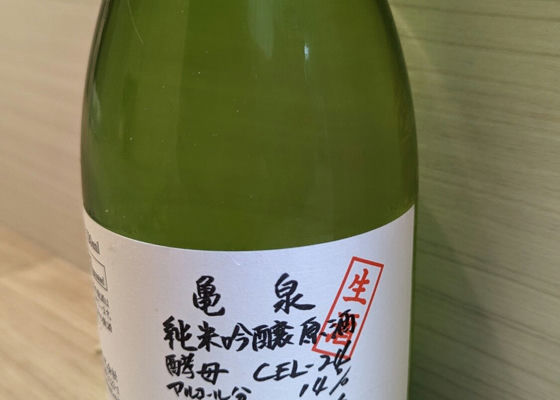 亀泉
生酒
純米吟醸原酒
酵母 CEL-24
アルコール分 14%